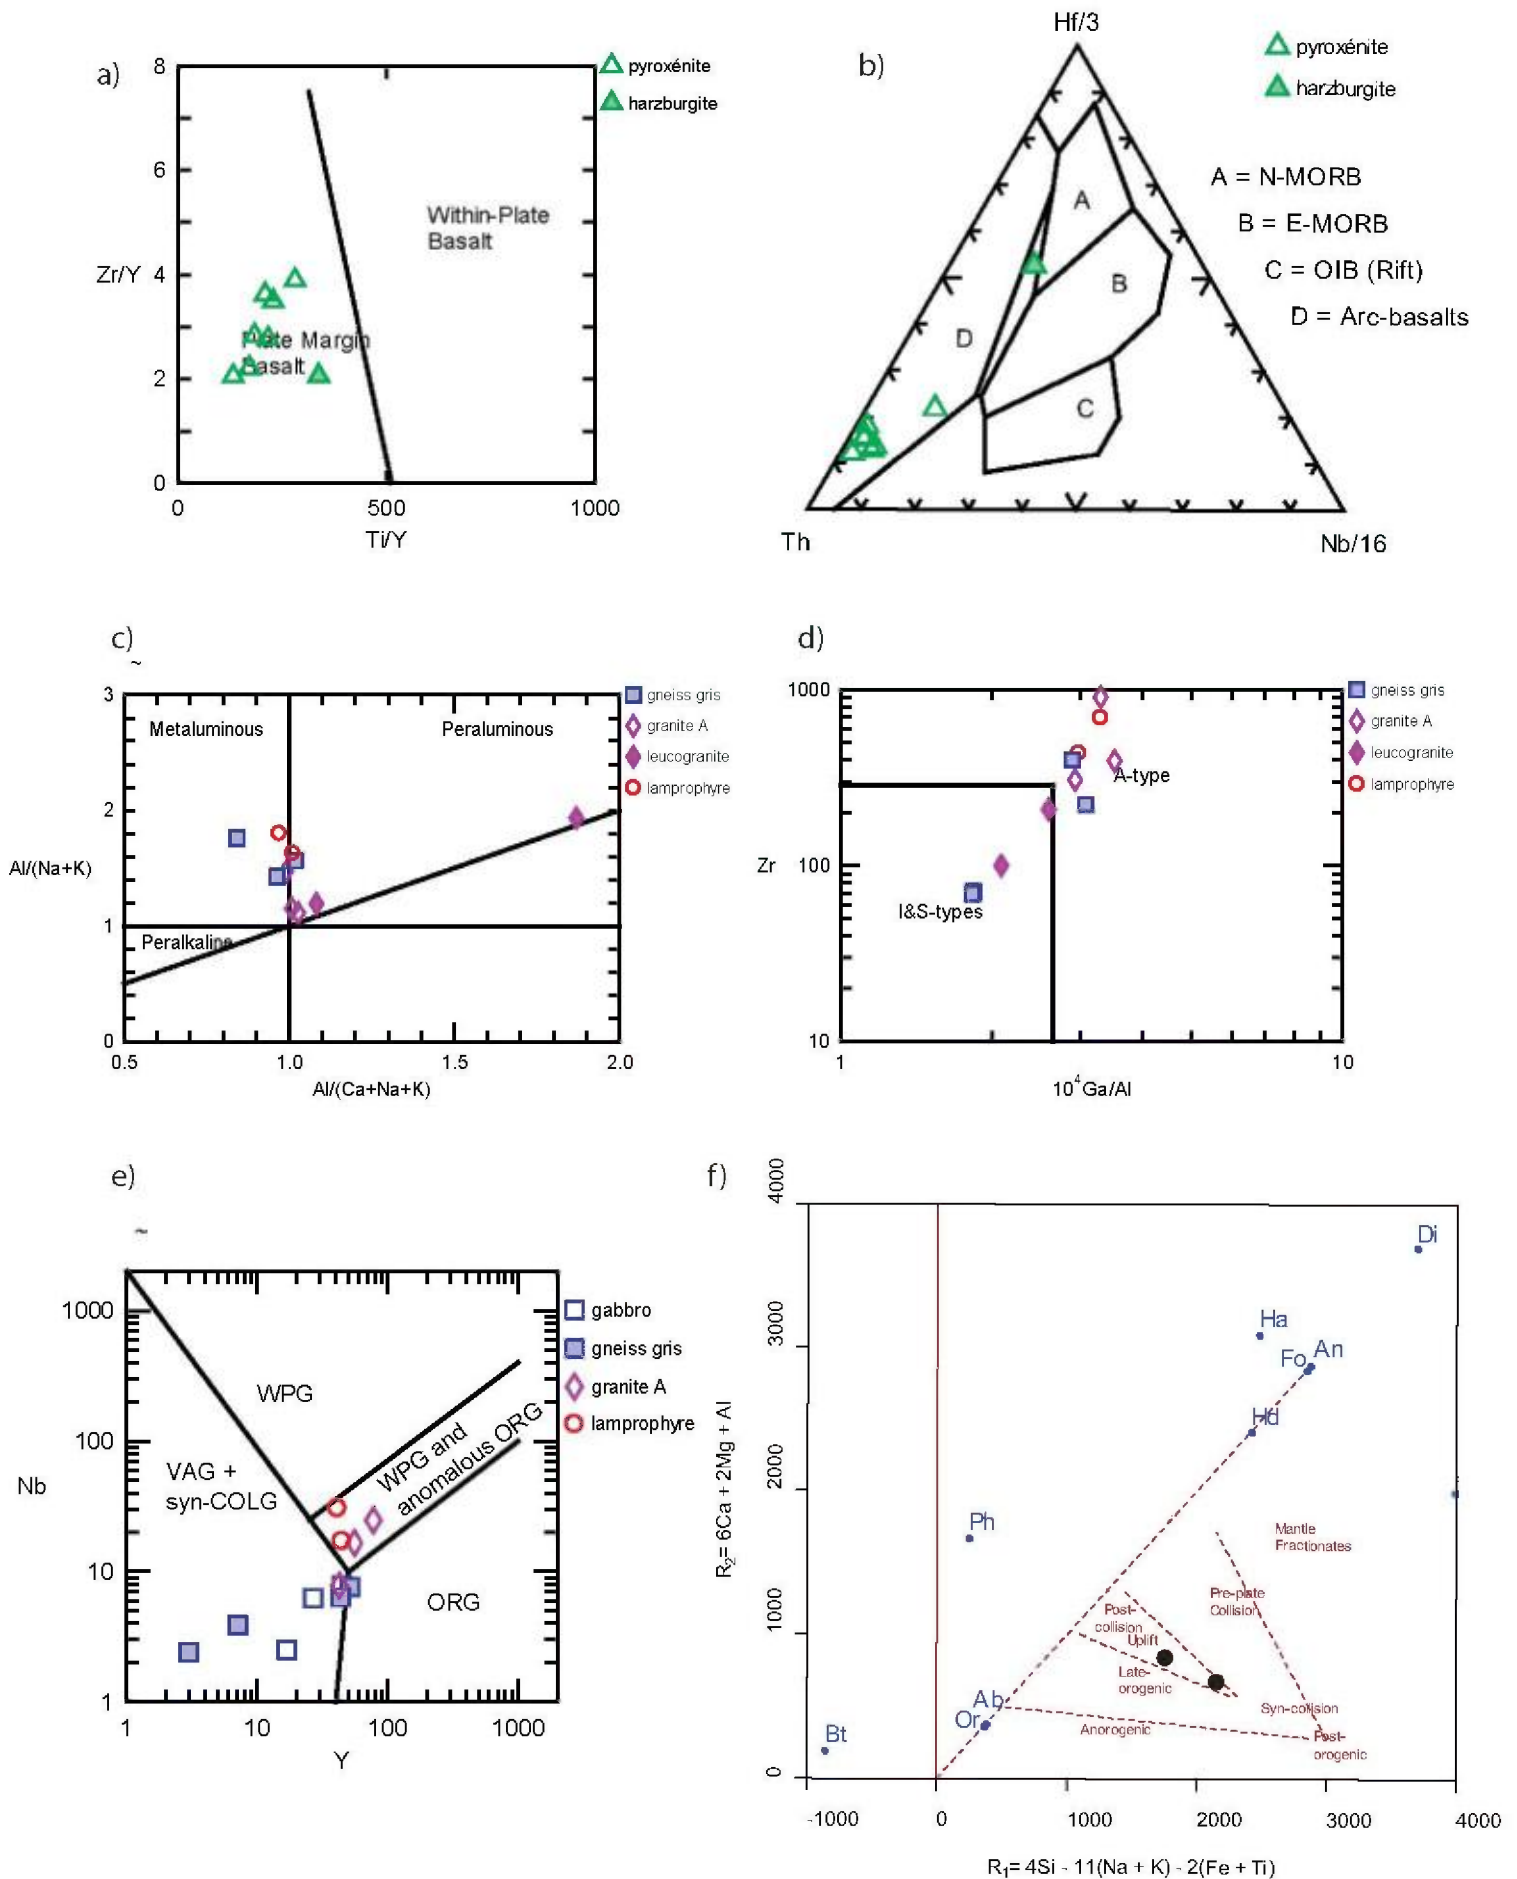 a)
8
6
4
2
0
Zr/Y
0
500
1000
Ti/Y
Within-Plate
Basalt
Plate Margin
Basalt
pyroxénite
harzburgite
b)
Hf/3
pyroxénite
harzburgite
A = N-MORB
B = E-MORB
C = OIB (Rift)
D = Arc-basalts
A
B
C
D
Th
Nb/16
c)
~
3
2
1
0
Al/(Na+K)
Metaluminous
Peraluminous
Peralkaline
0.5
1.0
1.5
2.0
Al/(Ca+Na+K)
gneiss gris
granite A
leucogranite
lamprophyre
d)
1000
100
10
Zr
A-type
I&S-types
1
10
10⁴Ga/Al
gneiss gris
granite A
leucogranite
lamprophyre
e)
~
1000
100
10
1
Nb
WPG
VAG +
syn-COLG
WPG and
anomalous ORG
ORG
1
10
100
1000
Y
gabbro
gneiss gris
granite A
lamprophyre
f)
4000
3000
2000
1000
0
R₂= 6Ca + 2Mg + Al
Di
Ha
Fo
An
Hd
Ph
Mantle
Fractionates
Pre-plate
Collision
Post-
collision
Uplift
Late-
orogenic
Ab
Or
Syn-collision
Anorogenic
Post-
orogenic
Bt
-1000
0
1000
2000
3000
4000
R₁= 4Si - 11(Na + K) - 2(Fe + Ti)